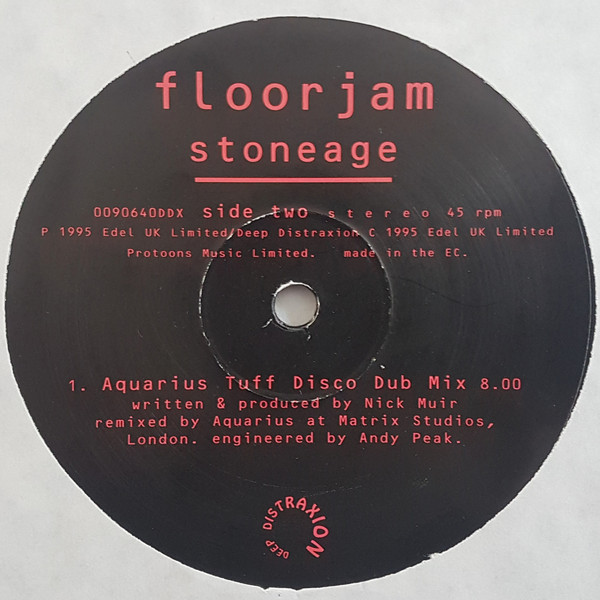 floorjam
stoneage
0090640DDX side two stereo 45 rpm
P 1995 Edel UK Limited/Deep Distraxion C 1995 Edel UK Limited
Protoons Music Limited. made in the EC.
1. Aquarius Tuff Disco Dub Mix 8.00
written & produced by Nick Muir
remixed by Aquarius at Matrix Studios,
London. engineered by Andy Peak.
DEEP DISTRAXION